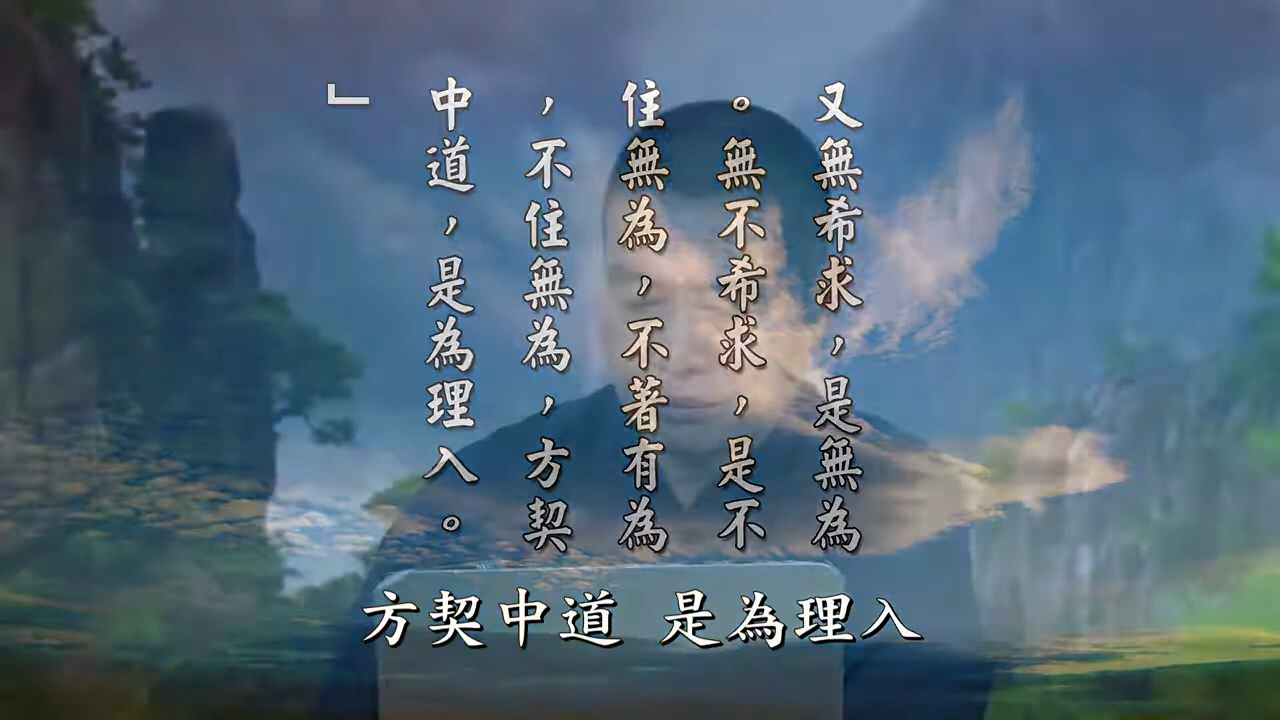 又無希求，是無為
。無不希求，是不
住無為，不著有為
，不住無為，方契
中道，是為理入。
」
方契中道 是為理入